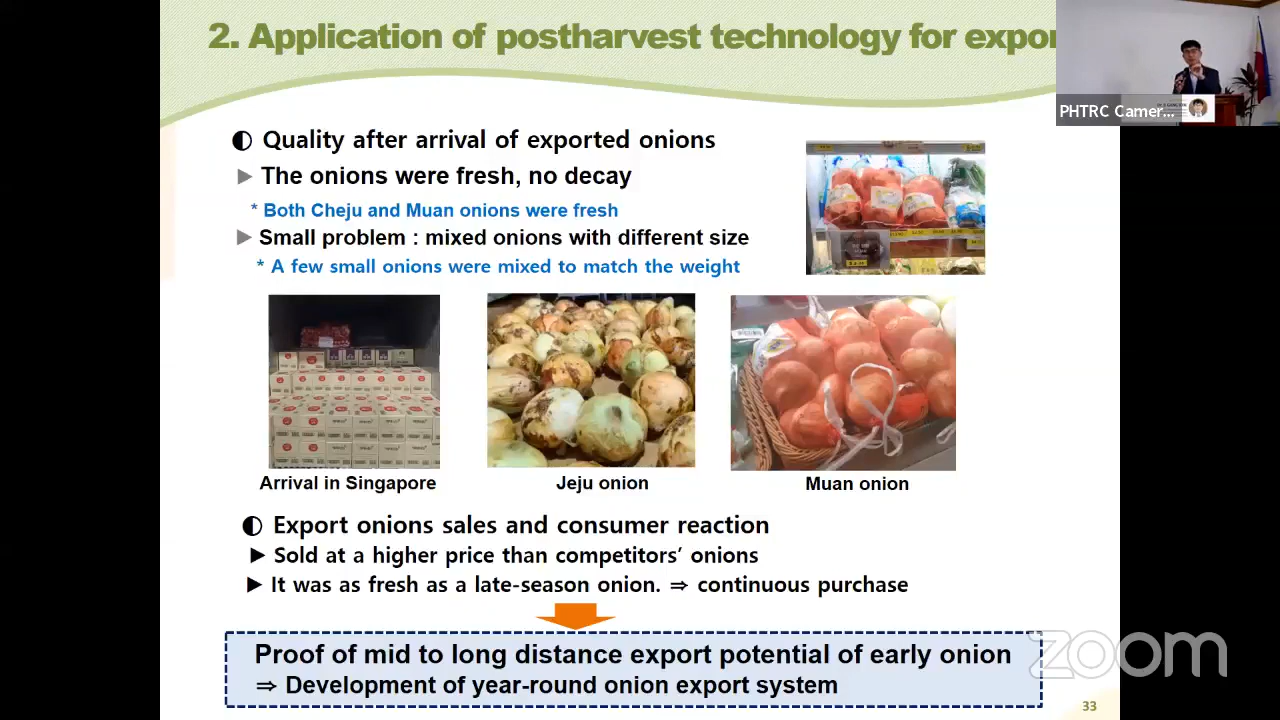 2. Application of postharvest technology for expor
PHTRC Camer...
◐ Quality after arrival of exported onions
▶ The onions were fresh, no decay
* Both Cheju and Muan onions were fresh
▶ Small problem : mixed onions with different size
* A few small onions were mixed to match the weight
Arrival in Singapore
Jeju onion
Muan onion
◐ Export onions sales and consumer reaction
▶ Sold at a higher price than competitors’ onions
▶ It was as fresh as a late-season onion. ⇒ continuous purchase
Proof of mid to long distance export potential of early onion
⇒ Development of year-round onion export system
zoom
33